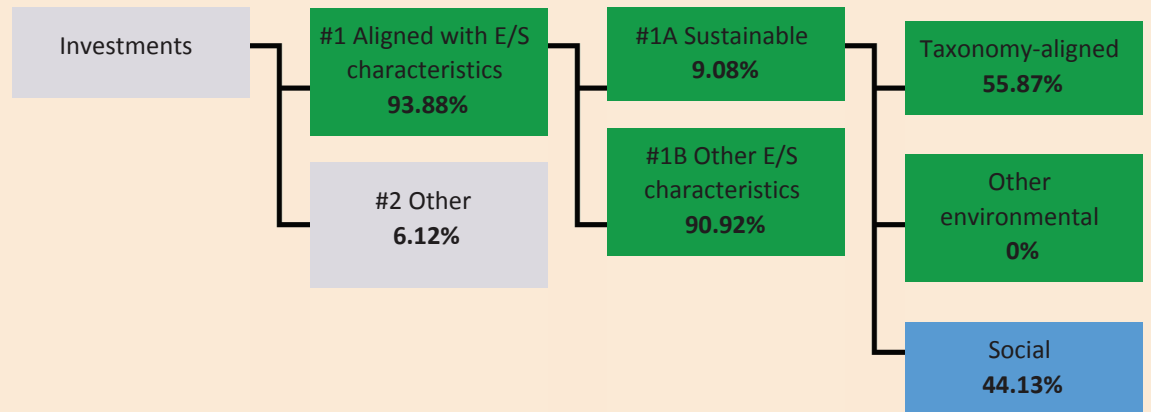 Investments
#1 Aligned with E/S
characteristics
93.88%
#2 Other
6.12%
#1A Sustainable
9.08%
#1B Other E/S
characteristics
90.92%
Taxonomy-aligned
55.87%
Other
environmental
0%
Social
44.13%